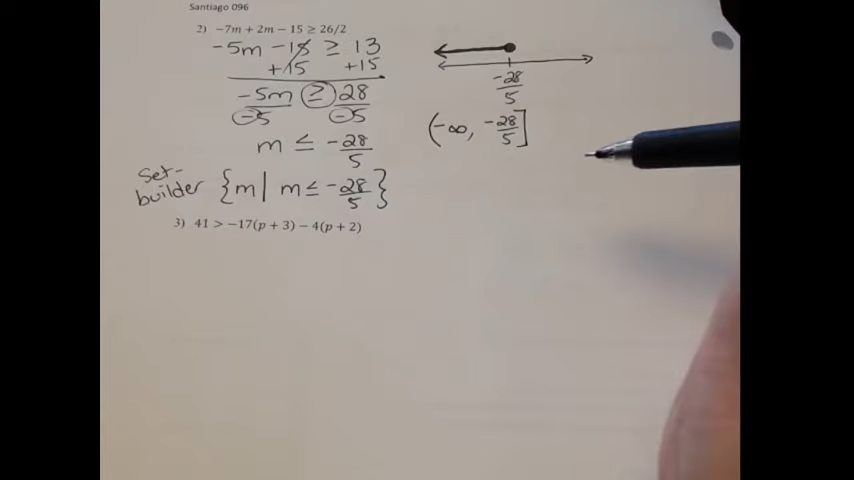 Santiago 096
2) −7m + 2m − 15 ≥ 26/2
-5m -15 ≥ 13
+15 +15
-5m ≥ 28
-5 -5
m ≤ -28/5
Set-builder {m | m ≤ -28/5}
-28/5
(-∞, -28/5]
3) 41 > −17(p + 3) − 4(p + 2)